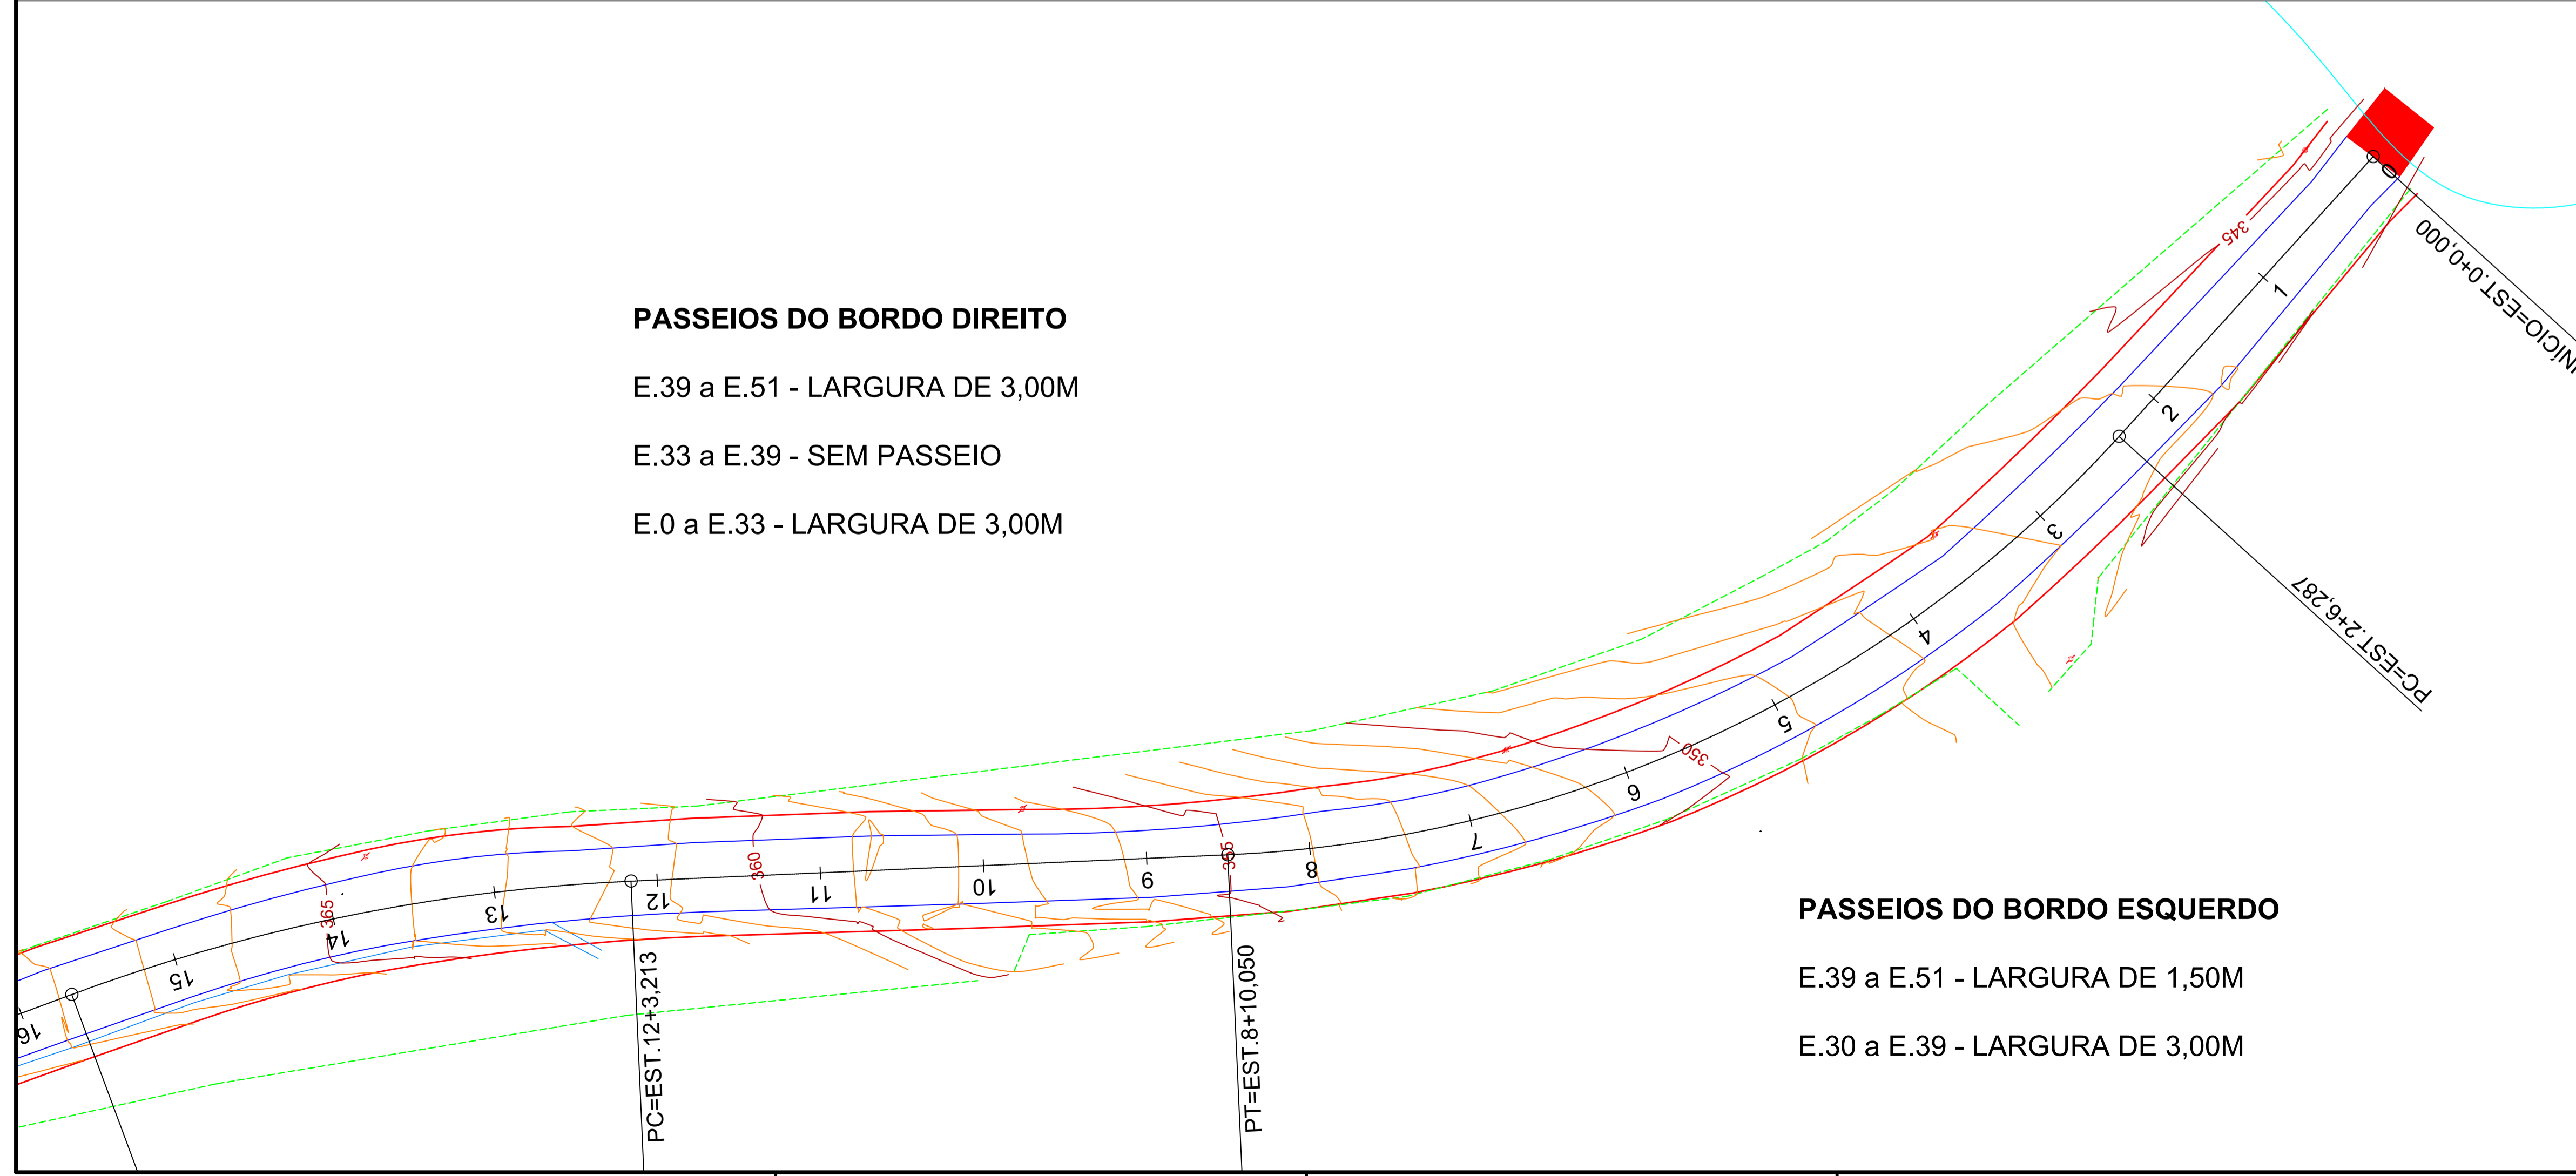 PASSEIOS DO BORDO DIREITO
E.39 a E.51 - LARGURA DE 3,00M
E.33 a E.39 - SEM PASSEIO
E.0 a E.33 - LARGURA DE 3,00M
345
0
INÍCIO=EST.0+0,000
1
2
PC=EST.2+6,287
3
4
5
350
6
7
8
355
PT=EST.8+10,050
9
10
11
360
12
PC=EST.12+3,213
13
365
14
15
16
PASSEIOS DO BORDO ESQUERDO
E.39 a E.51 - LARGURA DE 1,50M
E.30 a E.39 - LARGURA DE 3,00M